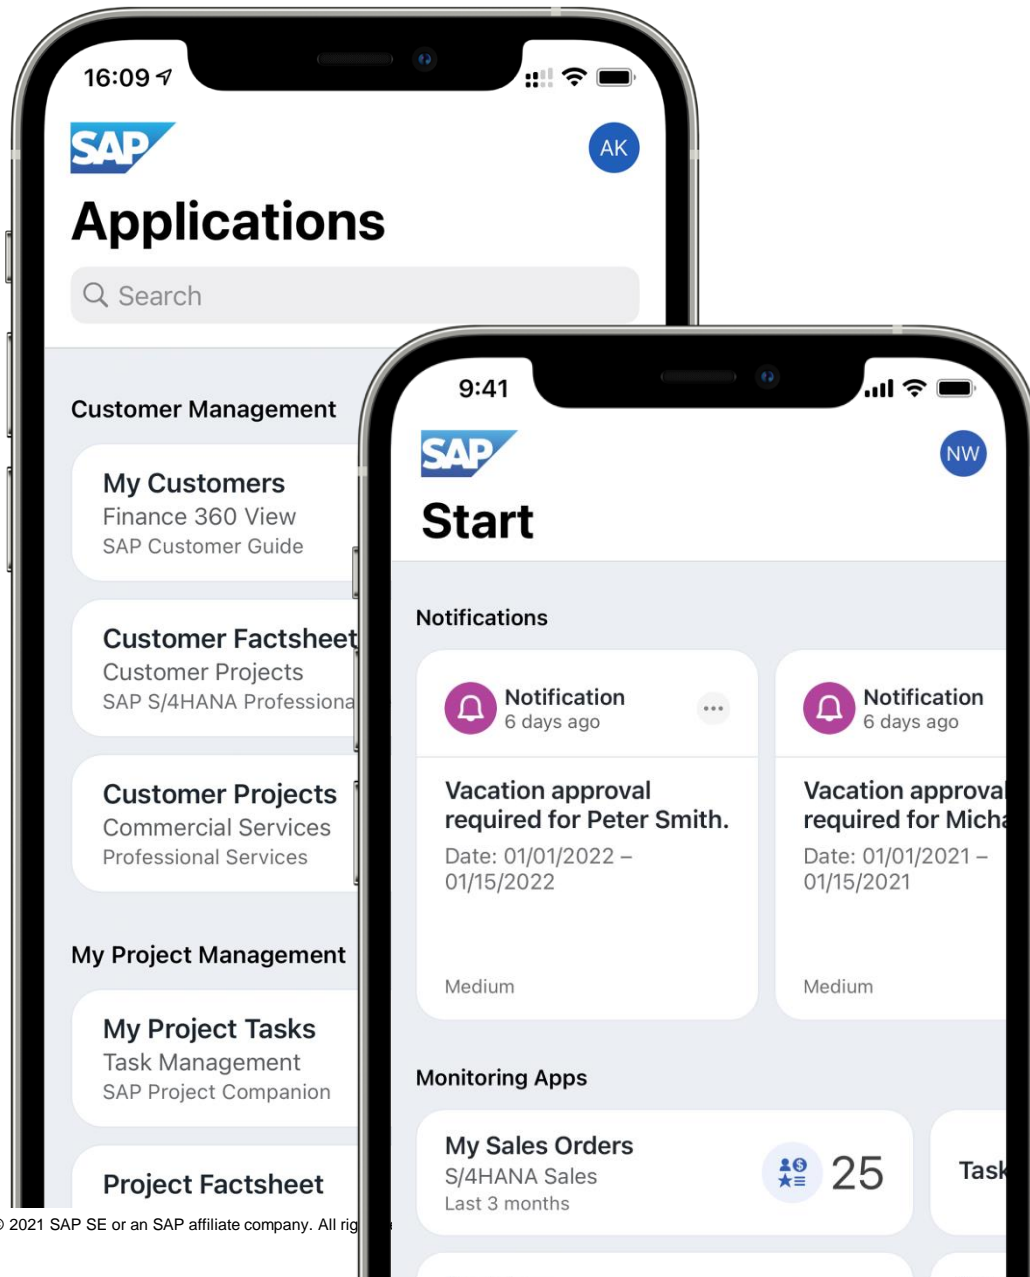 16:09
SAP
AK
Applications
Search
Customer Management
My Customers
Finance 360 View
SAP Customer Guide
Customer Factsheet
Customer Projects
SAP S/4HANA Professiona
Customer Projects
Commercial Services
Professional Services
My Project Management
My Project Tasks
Task Management
SAP Project Companion
Project Factsheet
© 2021 SAP SE or an SAP affiliate company. All rig
9:41
SAP
NW
Start
Notifications
Notification
6 days ago
Vacation approval
required for Peter Smith.
Date: 01/01/2022 –
01/15/2022
Medium
Notification
6 days ago
Vacation approval
required for Micha
Date: 01/01/2021 –
01/15/2021
Medium
Monitoring Apps
My Sales Orders
S/4HANA Sales
Last 3 months
25
Task